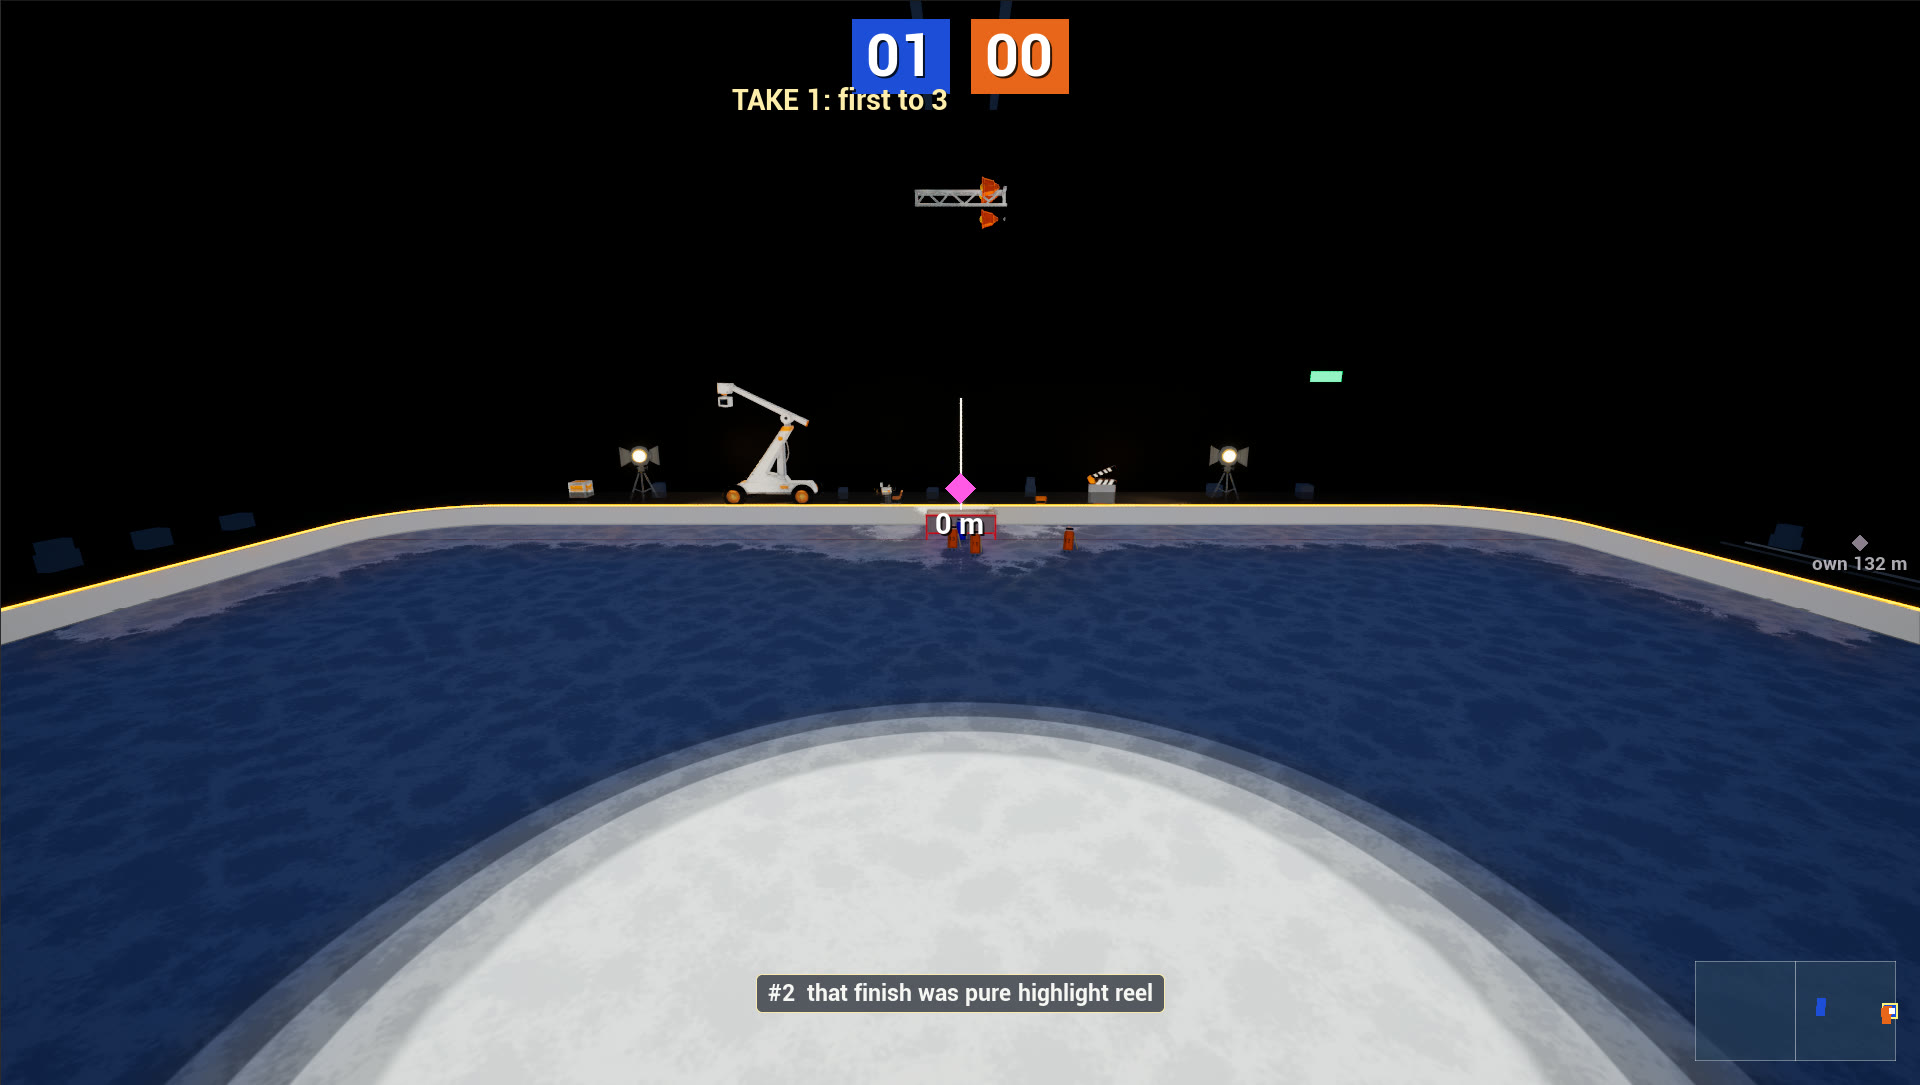 01 00
TAKE 1: first to 3
0 m
own 132 m
#2 that finish was pure highlight reel